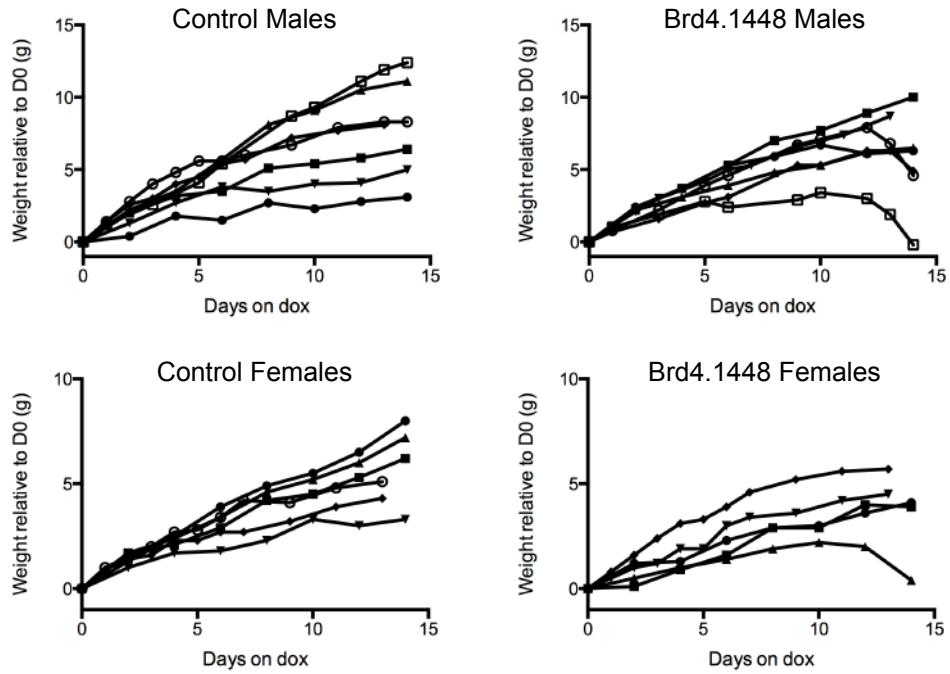 Control Males
Weight relative to D0 (g)
15
10
5
0
0 5 10 15
Days on dox
Brd4.1448 Males
Weight relative to D0 (g)
15
10
5
0
0 5 10 15
Days on dox
Control Females
Weight relative to D0 (g)
10
5
0
0 5 10 15
Days on dox
Brd4.1448 Females
Weight relative to D0 (g)
10
5
0
0 5 10 15
Days on dox